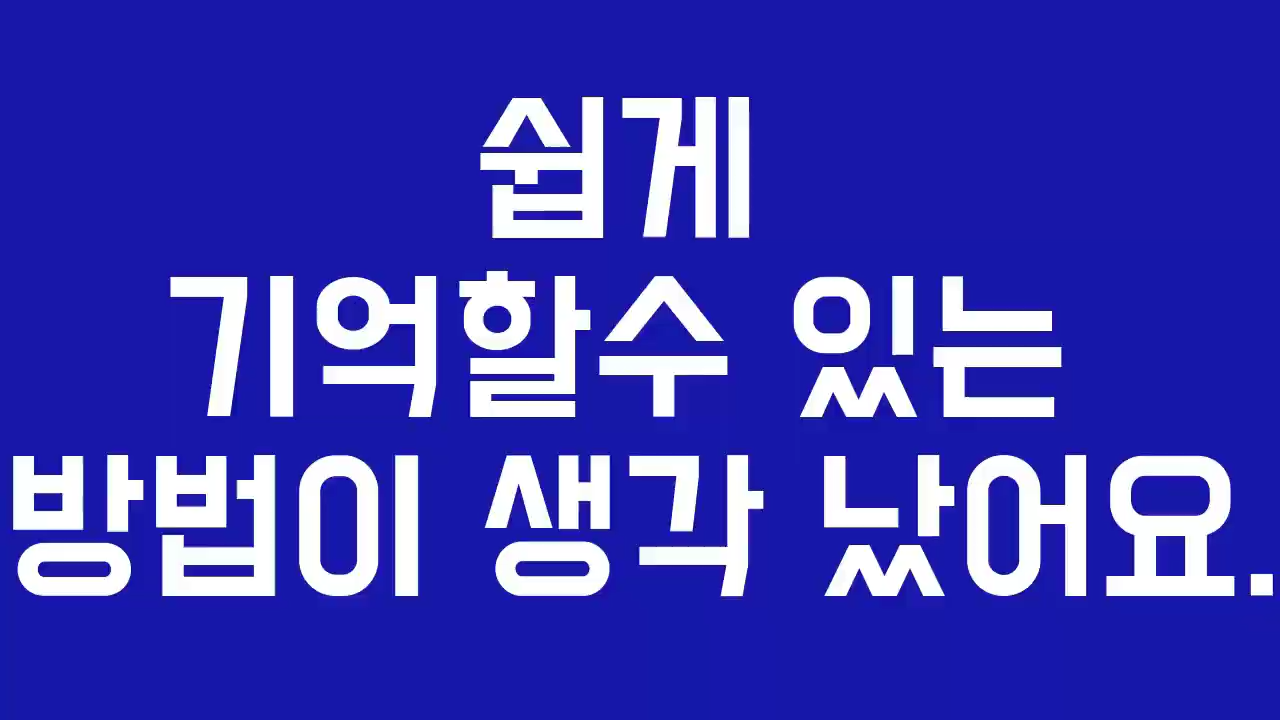 쉽게
기억할수 있는
방법이 생각 났어요.